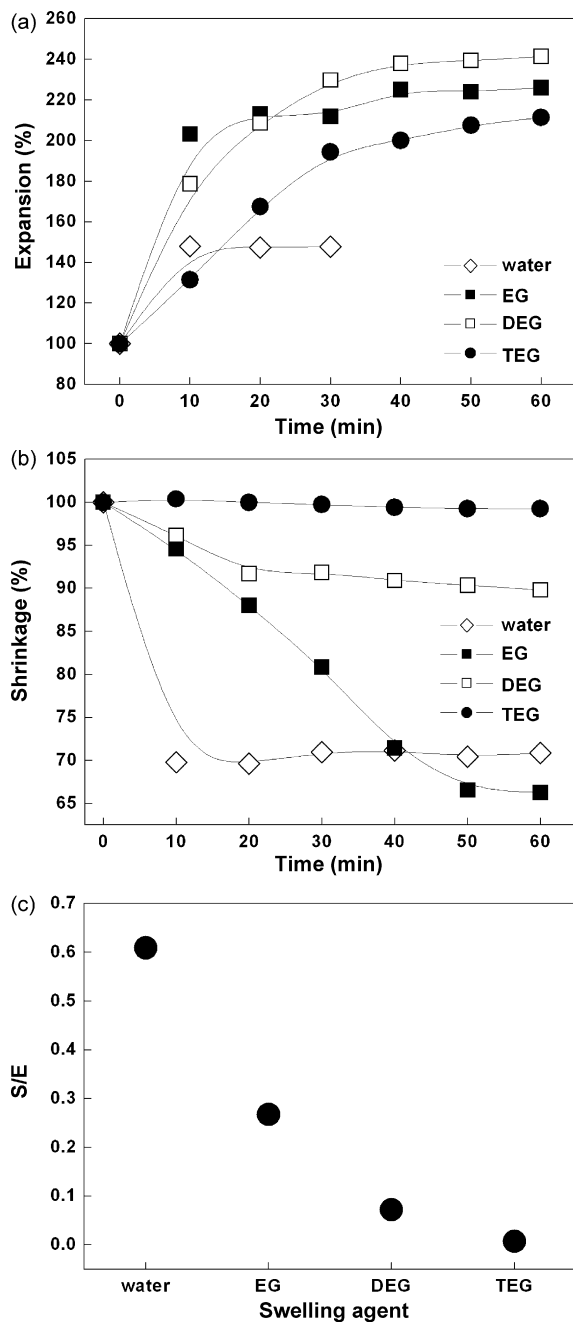 (a)
260
240
220
200
180
160
140
120
100
80
Expansion (%)
water
EG
DEG
TEG
0 10 20 30 40 50 60
Time (min)
(b)
105
100
95
90
85
80
75
70
65
Shrinkage (%)
water
EG
DEG
TEG
0 10 20 30 40 50 60
Time (min)
(c)
0.7
0.6
0.5
0.4
0.3
0.2
0.1
0.0
S/E
water EG DEG TEG
Swelling agent